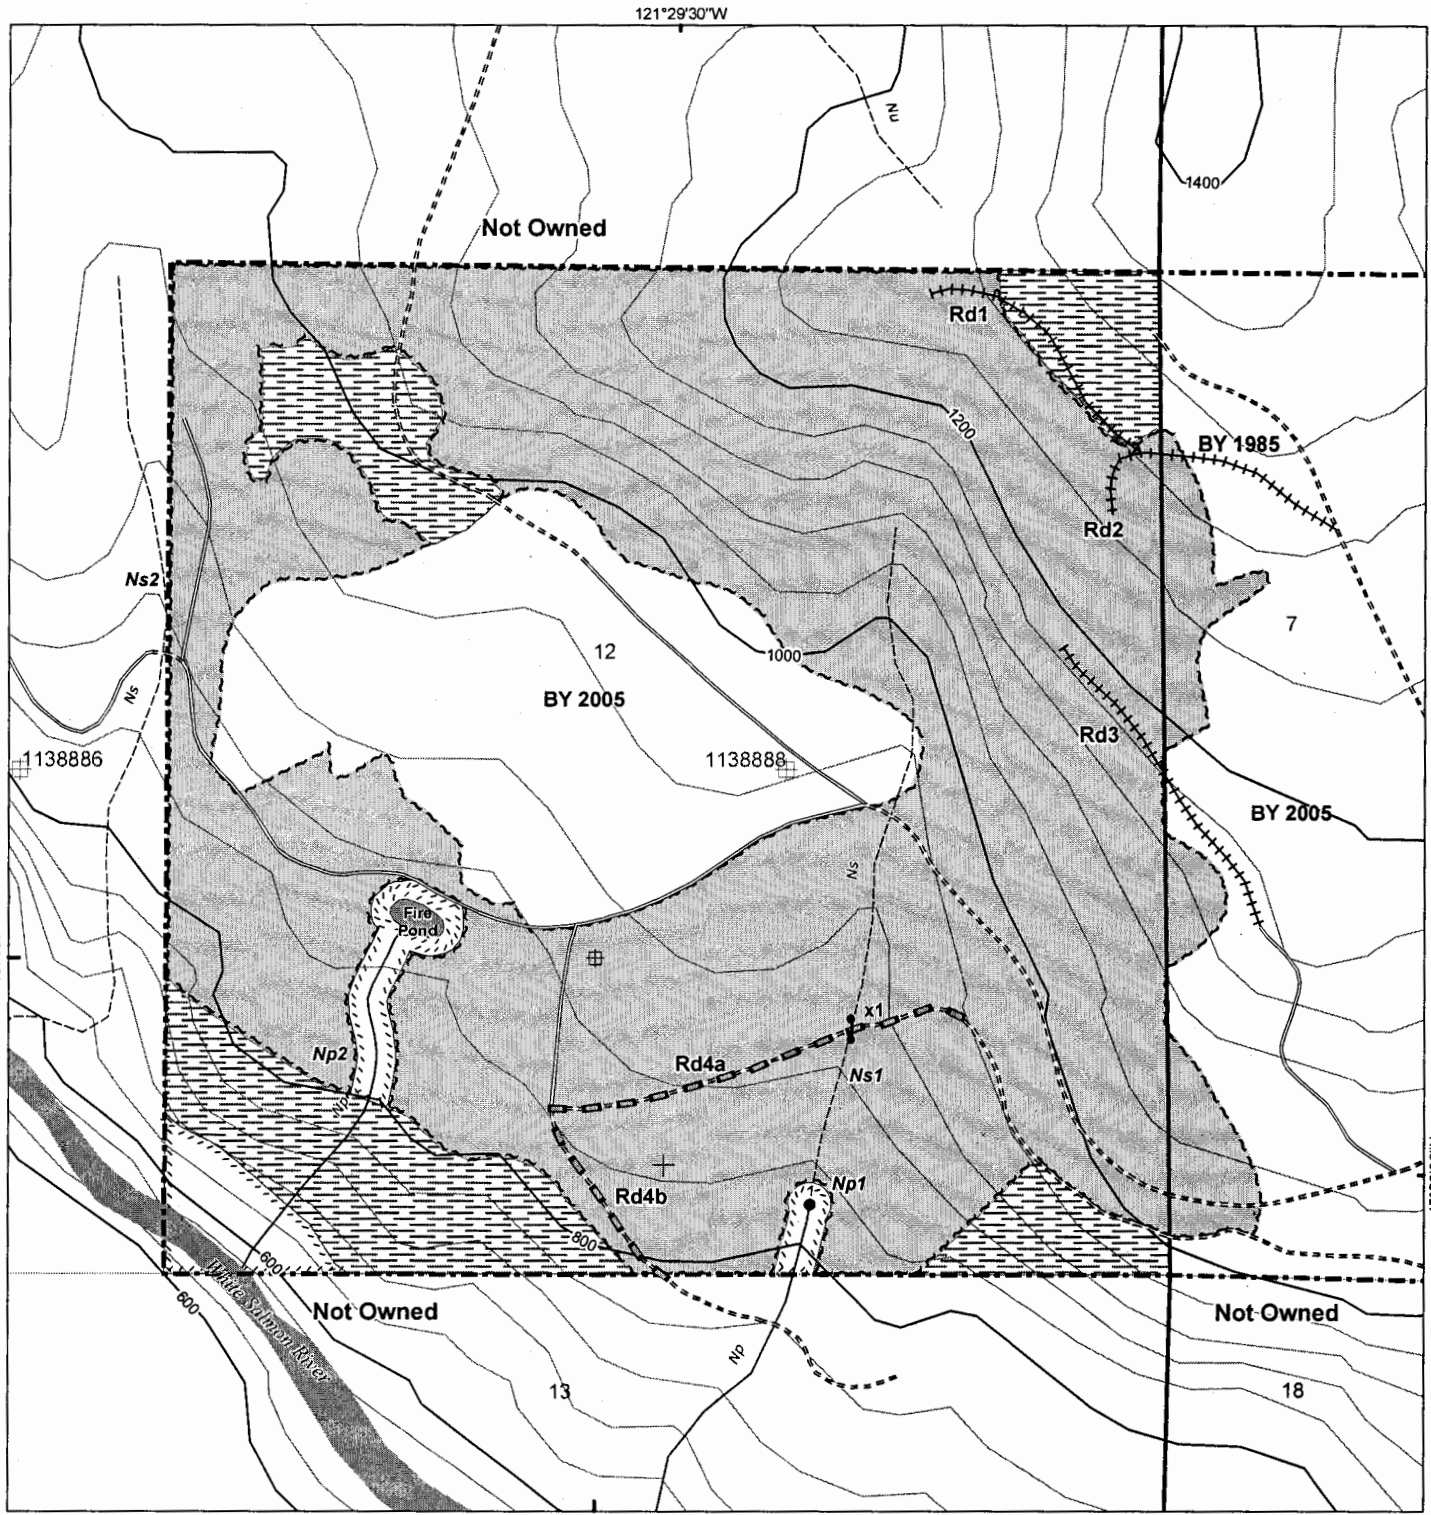 121°29'30"W
Nu
1400
Not Owned
Rd1
1200
BY 1985
Rd2
Ns2
12
1000
7
BY 2005
Ns
Rd3
1138886
1138888
BY 2005
Ns
Fire
Pond
x1
Np2
Rd4a
Ns1
Np
Np1
Rd4b
800
600
600
White Salmon River
Not Owned
Not Owned
Np
13
18